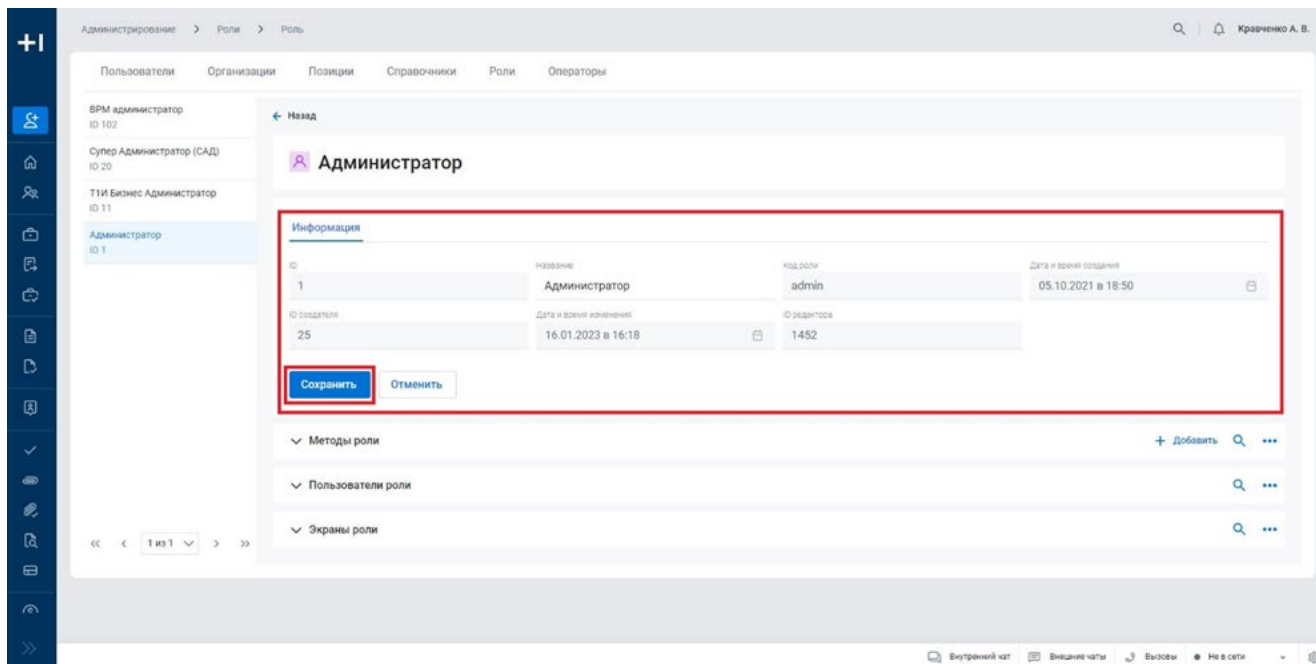 Администрирование > Роли > Роль
Кравченко А. В.
Пользователи Организации Позиции Справочники Роли Операторы
ВРМ администратор
ID 102
Супер Администратор (САД)
ID 20
Т1И Бизнес Администратор
ID 11
Администратор
ID 1
Назад
Администратор
Информация
ID Название Код роли Дата и время создания
1 Администратор admin 05.10.2021 в 18:50
ID создателя Дата и время изменения ID редактора
25 16.01.2023 в 16:18 1452
Сохранить Отменить
Методы роли + Добавить
Пользователи роли
Экраны роли
1 из 1
Внутренний чат Внешние чаты Вызовы Не в сети